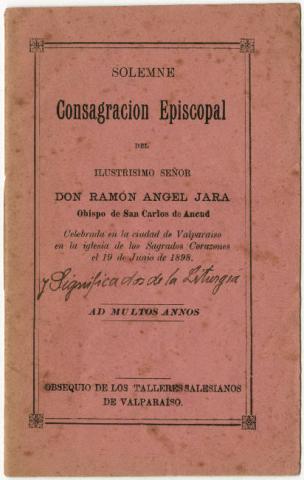 SOLEMNE
Consagracion Episcopal
DEL
ILUSTRISIMO SEÑOR
DON RAMÓN ANGEL JARA
Obispo de San Carlos de Ancud
Celebrada en la ciudad de Valparaiso
en la iglesia de los Sagrados Corazones
el 19 de Junio de 1898.
y Significados de la Liturgia
AD MULTOS ANNOS
OBSEQUIO DE LOS TALLERES SALESIANOS
DE VALPARAÍSO.